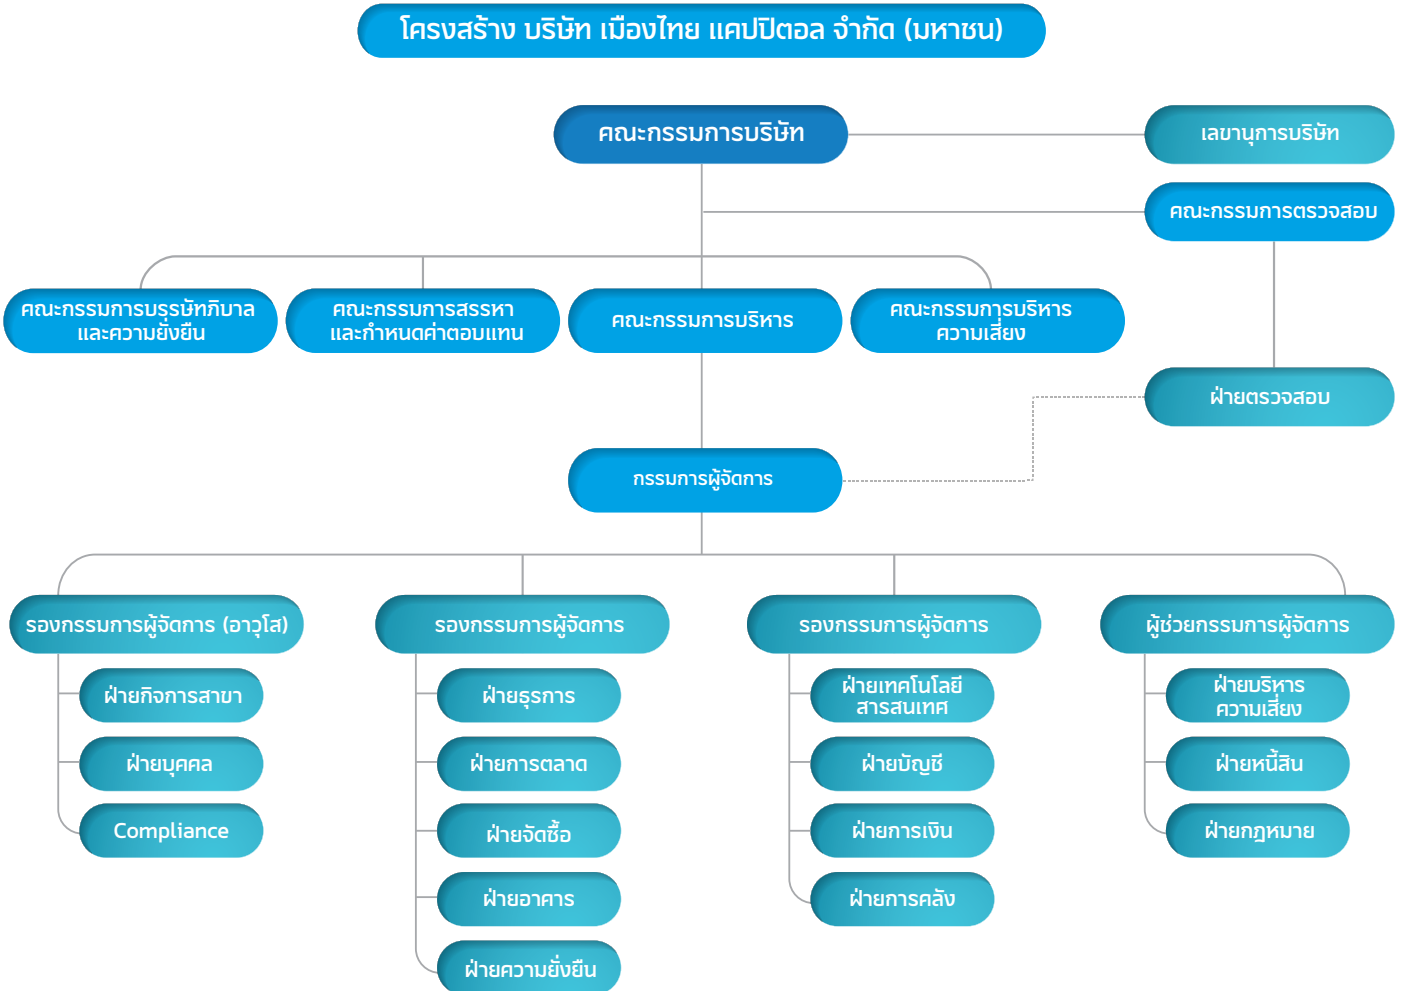 โครงสร้าง บริษัท เมืองไทย แคปปิตอล จำกัด (มหาชน)
คณะกรรมการบริษัท
เลขานุการบริษัท
คณะกรรมการตรวจสอบ
คณะกรรมการบรรษัทภิบาล
และความยั่งยืน
คณะกรรมการสรรหา
และกำหนดค่าตอบแทน
คณะกรรมการบริหาร
คณะกรรมการบริหาร
ความเสี่ยง
ฝ่ายตรวจสอบ
กรรมการผู้จัดการ
รองกรรมการผู้จัดการ (อาวุโส)
รองกรรมการผู้จัดการ
รองกรรมการผู้จัดการ
ผู้ช่วยกรรมการผู้จัดการ
ฝ่ายกิจการสาขา
ฝ่ายบุคคล
Compliance
ฝ่ายธุรการ
ฝ่ายการตลาด
ฝ่ายจัดซื้อ
ฝ่ายอาคาร
ฝ่ายความยั่งยืน
ฝ่ายเทคโนโลยี
สารสนเทศ
ฝ่ายบัญชี
ฝ่ายการเงิน
ฝ่ายการคลัง
ฝ่ายบริหาร
ความเสี่ยง
ฝ่ายหนี้สิน
ฝ่ายกฎหมาย